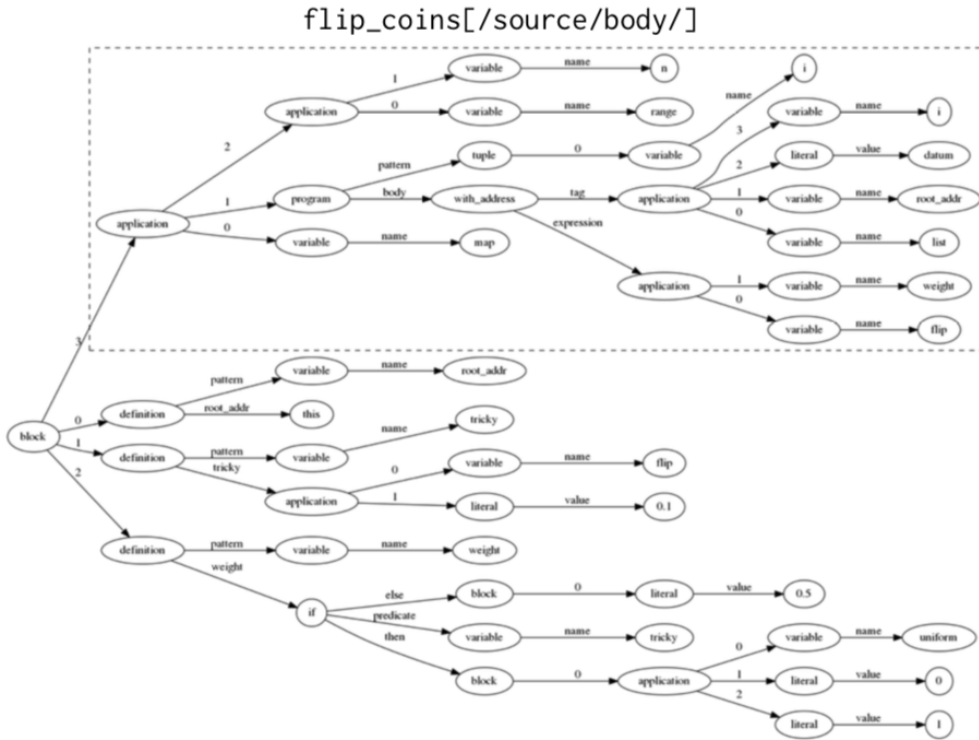 flip_coins[/source/body/]
1 variable name n i
application 0 variable name range name variable name i
2 pattern tuple 0 variable 3
literal value datum
2
1 program body with_address tag application 1 variable name root_addr
application 0 expression 0
variable name map variable name list
application 1 variable name weight
0
variable name flip
3
variable name root_addr
pattern
0 definition root_addr this
block name tricky
1 definition pattern variable
tricky 0 variable name flip
2 application 1 literal value 0.1
definition pattern variable name weight
weight
else block 0 literal value 0.5
if predicate variable name tricky 0 variable name uniform
then
block 0 application 1 literal value 0
2
literal value 1